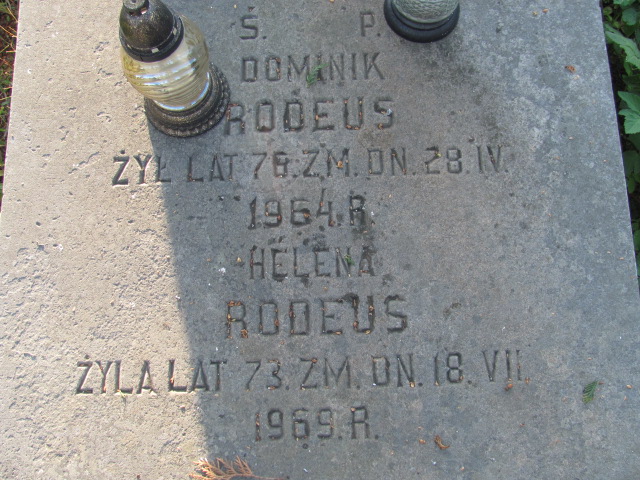 Ś. P.
DOMINIK
RODEUS
ŻYŁ LAT 76. ZM. DN. 28. IV.
1964. R.
HELENA
RODEUS
ŻYLA LAT 73. ZM. DN. 18. VII.
1969. R.